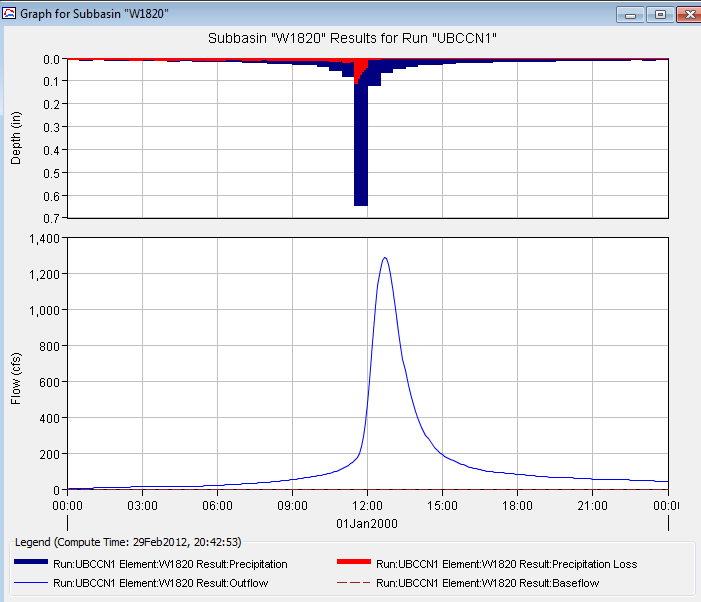 Graph for Subbasin "W1820"
Subbasin "W1820" Results for Run "UBCCN1"
0.0
0.1
0.2
0.3
0.4
0.5
0.6
0.7
Depth (in)
1,400
1,200
1,000
800
600
400
200
0
Flow (cfs)
00:00 03:00 06:00 09:00 12:00 15:00 18:00 21:00 00:0
01Jan2000
Legend (Compute Time: 29Feb2012, 20:42:53)
Run:UBCCN1 Element:W1820 Result:Precipitation Run:UBCCN1 Element:W1820 Result:Precipitation Loss
Run:UBCCN1 Element:W1820 Result:Outflow Run:UBCCN1 Element:W1820 Result:Baseflow